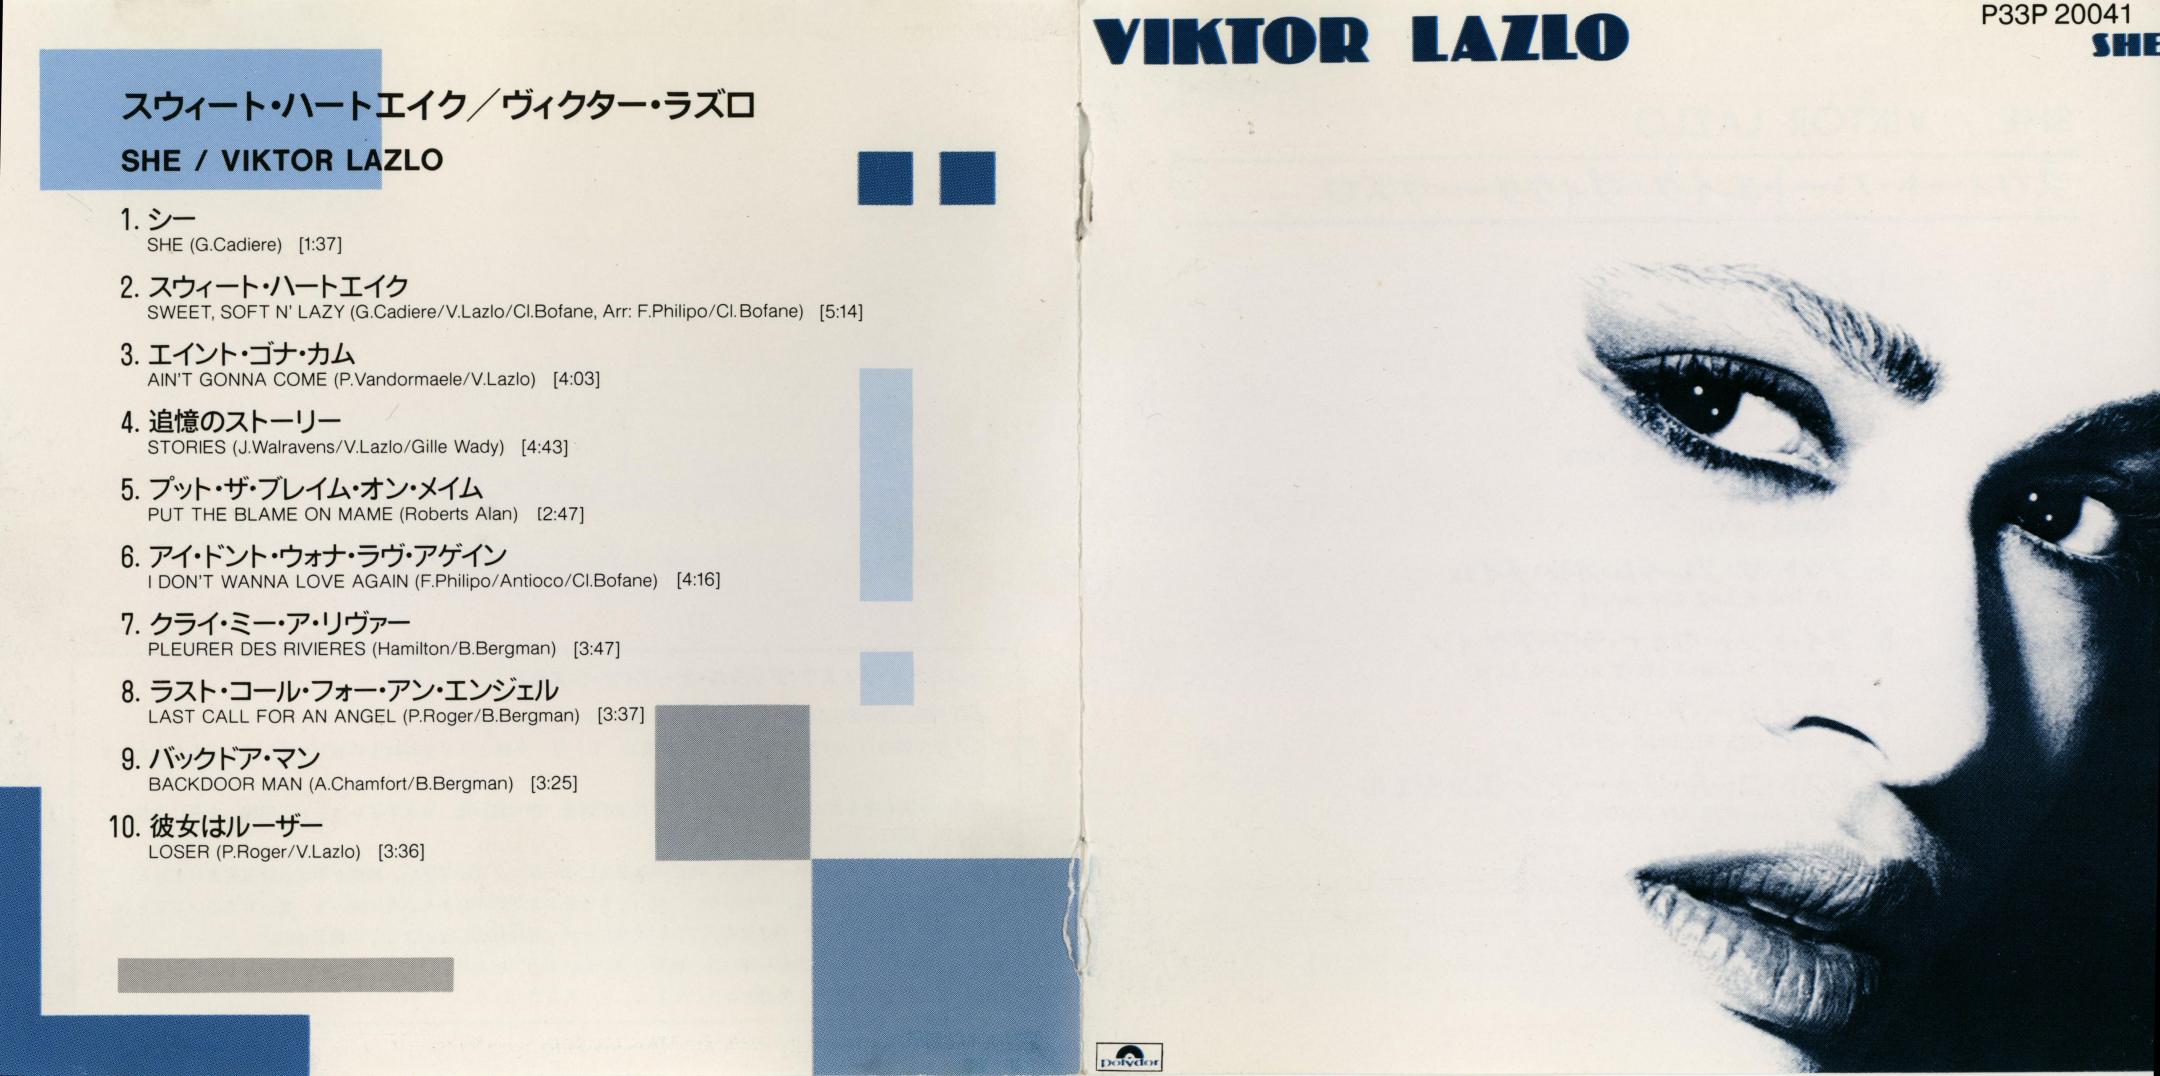 スウィート・ハートエイク／ヴィクター・ラズロ
SHE / VIKTOR LAZLO
1. シー
SHE (G.Cadiere) [1:37]
2. スウィート・ハートエイク
SWEET, SOFT N' LAZY (G.Cadiere/V.Lazlo/Cl.Bofane, Arr: F.Philipo/Cl.Bofane) [5:14]
3. エイント・ゴナ・カム
AIN'T GONNA COME (P.Vandormaele/V.Lazlo) [4:03]
4. 追憶のストーリー
STORIES (J.Walravens/V.Lazlo/Gille Wady) [4:43]
5. プット・ザ・ブレイム・オン・メイム
PUT THE BLAME ON MAME (Roberts Alan) [2:47]
6. アイ・ドント・ウォナ・ラヴ・アゲイン
I DON'T WANNA LOVE AGAIN (F.Philipo/Antioco/Cl.Bofane) [4:16]
7. クライ・ミー・ア・リヴァー
PLEURER DES RIVIERES (Hamilton/B.Bergman) [3:47]
8. ラスト・コール・フォー・アン・エンジェル
LAST CALL FOR AN ANGEL (P.Roger/B.Bergman) [3:37]
9. バックドア・マン
BACKDOOR MAN (A.Chamfort/B.Bergman) [3:25]
10. 彼女はルーザー
LOSER (P.Roger/V.Lazlo) [3:36]
VIKTOR LAZLO
P33P 20041
SHE
polydor